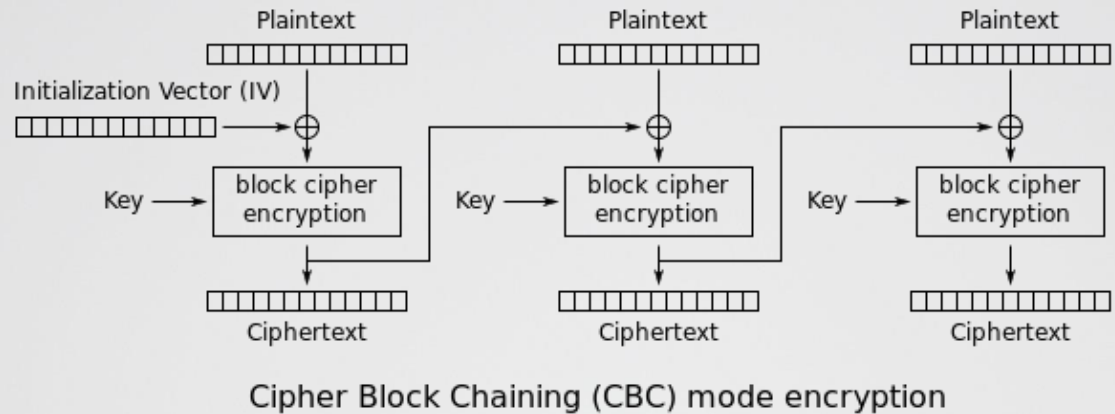 Plaintext
Plaintext
Plaintext
Initialization Vector (IV)
Key
block cipher
encryption
Key
block cipher
encryption
Key
block cipher
encryption
Ciphertext
Ciphertext
Ciphertext
Cipher Block Chaining (CBC) mode encryption